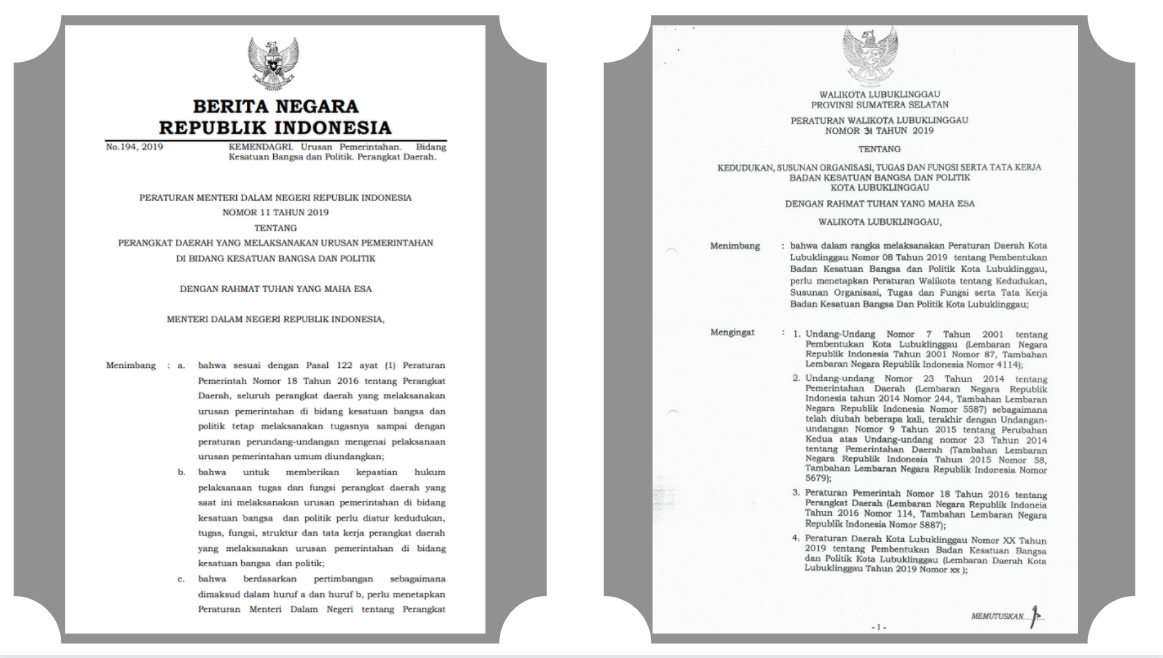 BERITA NEGARA
REPUBLIK INDONESIA
No.194, 2019 KEMENDAGRI. Urusan Pemerintahan. Bidang
Kesatuan Bangsa dan Politik. Perangkat Daerah.
PERATURAN MENTERI DALAM NEGERI REPUBLIK INDONESIA
NOMOR 11 TAHUN 2019
TENTANG
PERANGKAT DAERAH YANG MELAKSANAKAN URUSAN PEMERINTAHAN
DI BIDANG KESATUAN BANGSA DAN POLITIK
DENGAN RAHMAT TUHAN YANG MAHA ESA
MENTERI DALAM NEGERI REPUBLIK INDONESIA,
Menimbang : a. bahwa sesuai dengan Pasal 122 ayat (1) Peraturan
Pemerintah Nomor 18 Tahun 2016 tentang Perangkat
Daerah, seluruh perangkat daerah yang melaksanakan
urusan pemerintahan di bidang kesatuan bangsa dan
politik tetap melaksanakan tugasnya sampai dengan
peraturan perundang-undangan mengenai pelaksanaan
urusan pemerintahan umum diundangkan;
b. bahwa untuk memberikan kepastian hukum
pelaksanaan tugas dan fungsi perangkat daerah yang
saat ini melaksanakan urusan pemerintahan di bidang
kesatuan bangsa dan politik perlu diatur kedudukan,
tugas, fungsi, struktur dan tata kerja perangkat daerah
yang melaksanakan urusan pemerintahan di bidang
kesatuan bangsa dan politik;
c. bahwa berdasarkan pertimbangan sebagaimana
dimaksud dalam huruf a dan huruf b, perlu menetapkan
Peraturan Menteri Dalam Negeri tentang Perangkat
WALIKOTA LUBUKLINGGAU
PROVINSI SUMATERA SELATAN
PERATURAN WALIKOTA LUBUKLINGGAU
NOMOR 31 TAHUN 2019
TENTANG
KEDUDUKAN, SUSUNAN ORGANISASI, TUGAS DAN FUNGSI SERTA TATA KERJA
BADAN KESATUAN BANGSA DAN POLITIK
KOTA LUBUKLINGGAU
DENGAN RAHMAT TUHAN YANG MAHA ESA
WALIKOTA LUBUKLINGGAU,
Menimbang : bahwa dalam rangka melaksanakan Peraturan Daerah Kota
Lubuklinggau Nomor 08 Tahun 2019 tentang Pembentukan
Badan Kesatuan Bangsa dan Politik Kota Lubuklinggau,
perlu menetapkan Peraturan Walikota tentang Kedudukan,
Susunan Organisasi, Tugas dan Fungsi serta Tata Kerja
Badan Kesatuan Bangsa Dan Politik Kota Lubuklinggau;
Mengingat : 1. Undang-Undang Nomor 7 Tahun 2001 tentang
Pembentukan Kota Lubuklinggau (Lembaran Negara
Republik Indonesia Tahun 2001 Nomor 87, Tambahan
Lembaran Negara Republik Indonesia Nomor 4114);
2. Undang-undang Nomor 23 Tahun 2014 tentang
Pemerintahan Daerah (Lembaran Negara Republik
Indonesia tahun 2014 Nomor 244, Tambahan Lembaran
Negara Republik Indonesia Nomor 5587) sebagaimana
telah diubah beberapa kali, terakhir dengan Undangan-
undangan Nomor 9 Tahun 2015 tentang Perubahan
Kedua atas Undang-undang nomor 23 Tahun 2014
tentang Pemerintahan Daerah (Tambahan Lembaran
Negara Republik Indonesia Tahun 2015 Nomor 58,
Tambahan Lembaran Negara Republik Indonesia Nomor
5679);
3. Peraturan Pemerintah Nomor 18 Tahun 2016 tentang
Perangkat Daerah (Lembaran Negara Republik Indoneia
Tahun 2016 Nomor 114, Tambahan Lembaran Negara
Republik Indonesia Nomor 5887);
4. Peraturan Daerah Kota Lubuklinggau Nomor XX Tahun
2019 tentang Pembentukan Badan Kesatuan Bangsa
dan Politik Kota Lubuklinggau (Lembaran Daerah Kota
Lubuklinggau Tahun 2019 Nomor xx );
MEMUTUSKAN.......
- 1 -